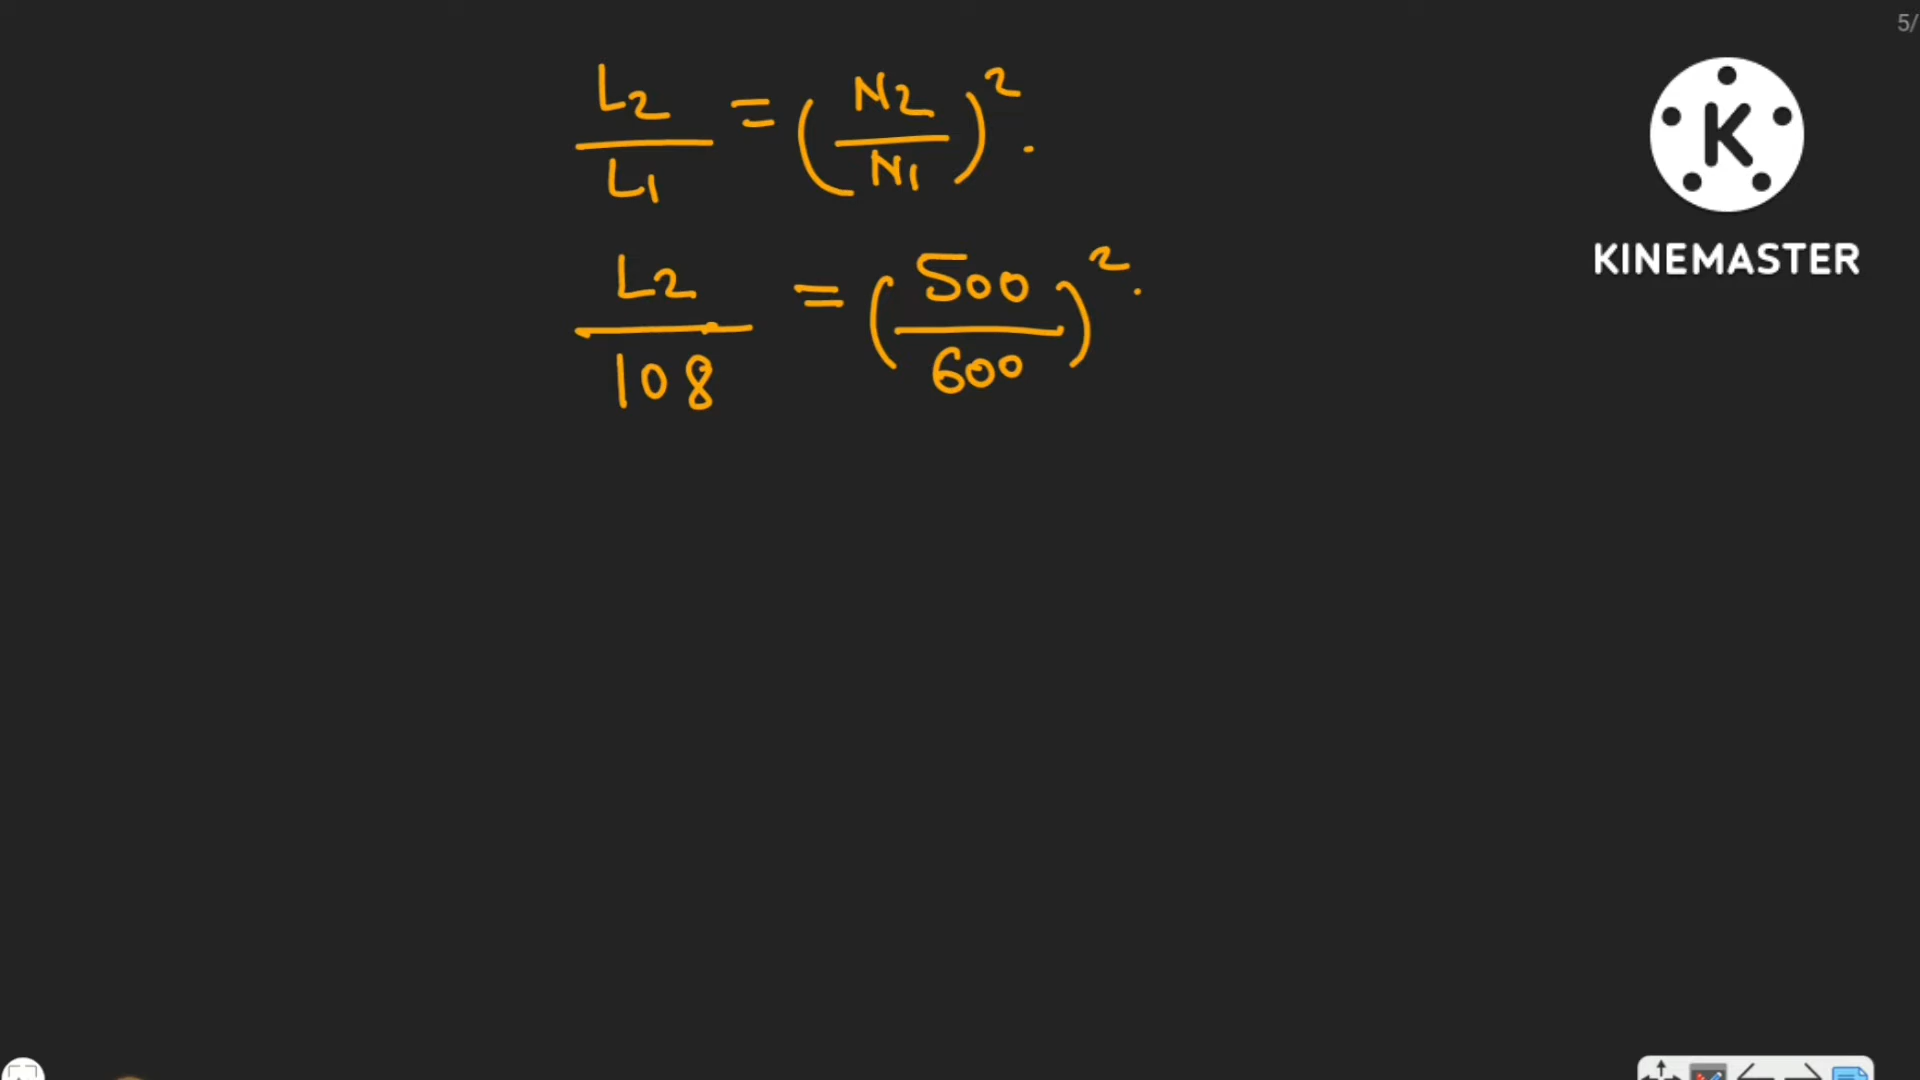 5/
L2/L1 = (N2/N1)².
L2/108 = (500/600)².
K
KINEMASTER